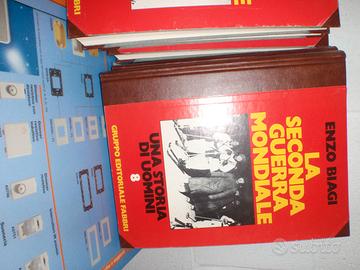 ENZO BIAGI
LA
SECONDA
GUERRA
MONDIALE
UNA STORIA
DI UOMINI
8
GRUPPO EDITORIALE FABBRI
BRI
E
subito